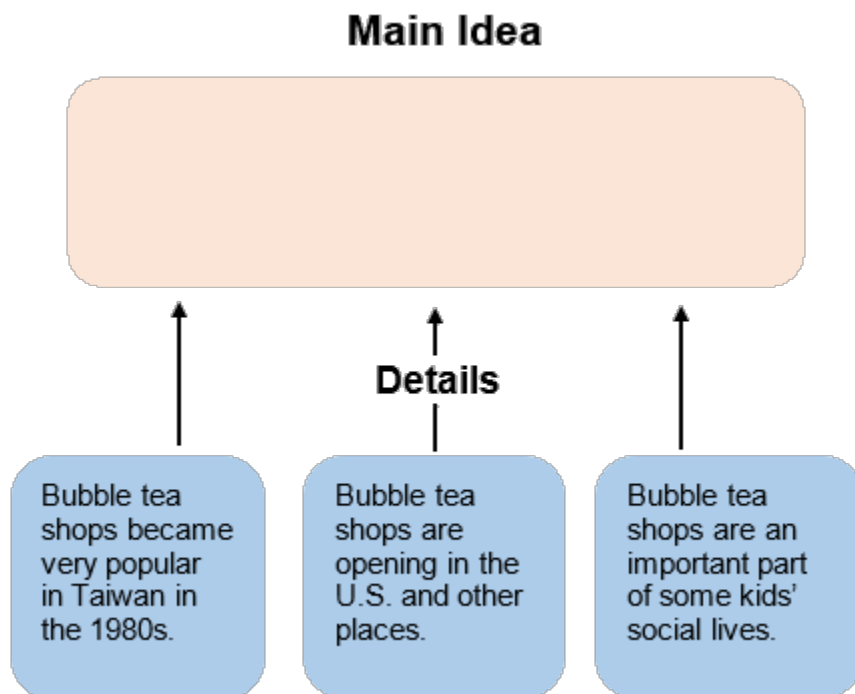 Main Idea
Details
Bubble tea
shops became
very popular
in Taiwan in
the 1980s.
Bubble tea
shops are
opening in the
U.S. and other
places.
Bubble tea
shops are an
important part
of some kids’
social lives.